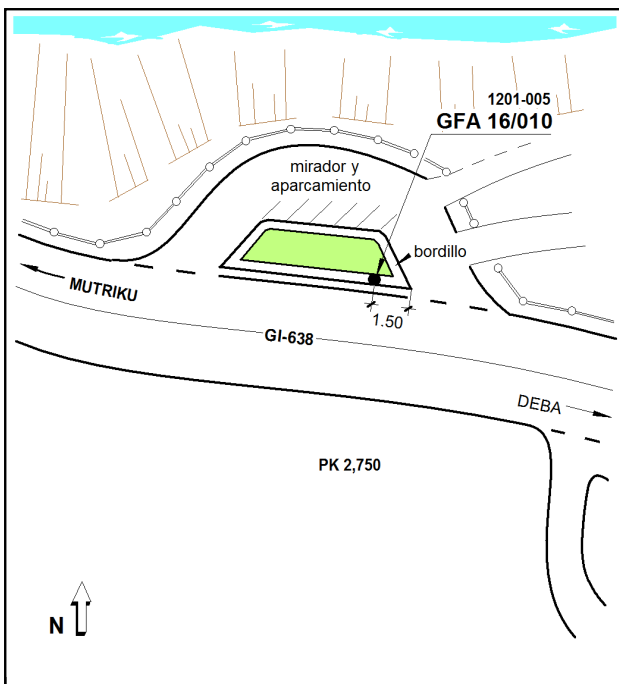 1201-005
GFA 16/010
mirador y
aparcamiento
bordillo
MUTRIKU
1.50
GI-638
DEBA
PK 2,750
N